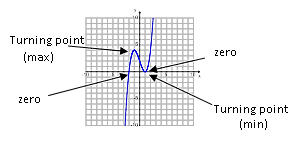 Turning point
(max)
zero
zero
Turning point
(min)